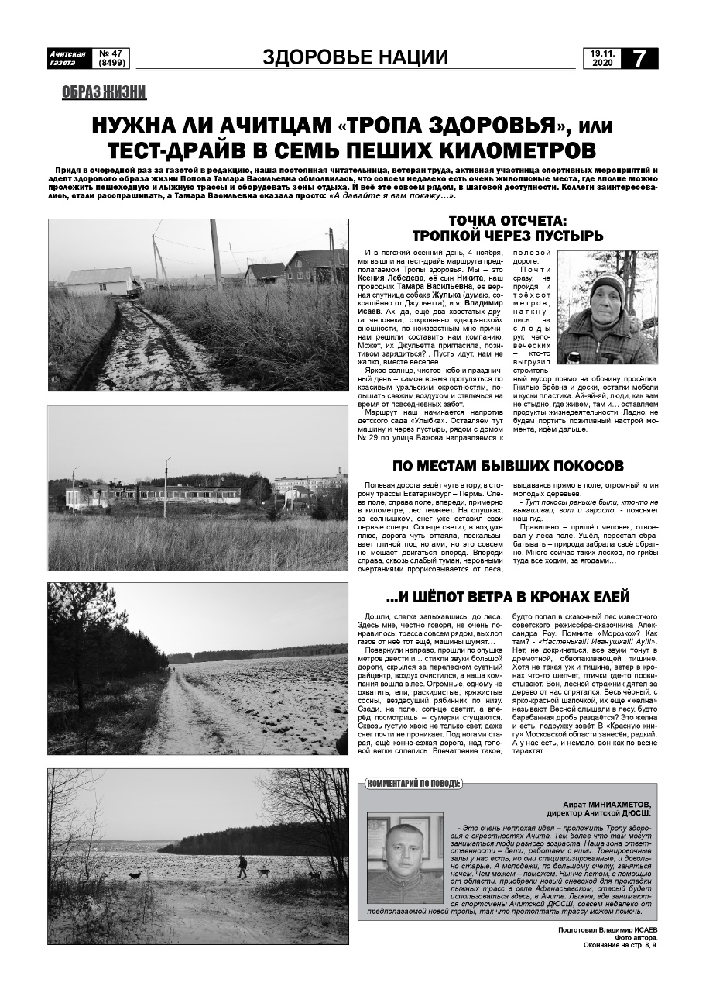 Ачитская
газета
№ 47
(8499)
ЗДОРОВЬЕ НАЦИИ
19.11.
2020
7
ОБРАЗ ЖИЗНИ
НУЖНА ЛИ АЧИТЦАМ «ТРОПА ЗДОРОВЬЯ», или
ТЕСТ-ДРАЙВ В СЕМЬ ПЕШИХ КИЛОМЕТРОВ
Придя в очередной раз за газетой в редакцию, наша постоянная читательница, ветеран труда, активная участница спортивных мероприятий и
адепт здорового образа жизни Попова Тамара Васильевна обмолвилась, что совсем недалеко есть очень живописные места, где вполне можно
проложить пешеходную и лыжную трассы и оборудовать зоны отдыха. И всё это совсем рядом, в шаговой доступности. Коллеги заинтересова-
лись, стали расспрашивать, а Тамара Васильевна сказала просто: «А давайте я вам покажу…».
ТОЧКА ОТСЧЕТА:
ТРОПКОЙ ЧЕРЕЗ ПУСТЫРЬ
И в погожий осенний день, 4 ноября,
мы вышли на тест-драйв маршрута пред-
полагаемой Тропы здоровья. Мы – это
Ксения Лебедева, её сын Никита, наш
проводник Тамара Васильевна, её вер-
ная спутница собака Жулька (думаю, со-
кращённо от Джульетта), и я, Владимир
Исаев. Ах, да, ещё два хвостатых дру-
га человека, откровенно «дворянской»
внешности, по неизвестным мне причи-
нам решили составить нам компанию.
Может, их Джульетта пригласила, пози-
тивом зарядиться?.. Пусть идут, нам не
жалко, вместе веселее.
Яркое солнце, чистое небо и празднич-
ный день – самое время прогуляться по
красивым уральским окрестностям, по-
дышать свежим воздухом и отвлечься на
время от повседневных забот.
Маршрут наш начинается напротив
детского сада «Улыбка». Оставляем тут
машину и через пустырь, рядом с домом
№ 29 по улице Бажова направляемся к
полевой
дороге.
Почти
сразу, не
пройдя и
трёхсот
метров,
наткну-
лись на
следы
рук чело-
веческих
– кто-то
выгрузил
строитель-
ный мусор прямо на обочину просёлка.
Гнилые брёвна и доски, остатки мебели
и куски пластика. Ай-яй-яй, люди, как вам
не стыдно, где живём, там и… оставляем
продукты жизнедеятельности. Ладно, не
будем портить позитивный настрой мо-
мента, идём дальше.
ПО МЕСТАМ БЫВШИХ ПОКОСОВ
Полевая дорога ведёт чуть в гору, в сто-
рону трассы Екатеринбург – Пермь. Сле-
ва поле, справа поле, впереди, примерно
в километре, лес темнеет. На опушках,
за солнышком, снег уже оставил свои
первые следы. Солнце светит, в воздухе
плюс, дорога чуть оттаяла, поскальзы-
вает глиной под ногами, но это совсем
не мешает двигаться вперёд. Впереди
справа, сквозь слабый туман, неровными
очертаниями прорисовывается от леса,
выдаваясь прямо в поле, огромный клин
молодых деревьев.
- Тут покосы раньше были, кто-то не
выкашивал, вот и заросло, - поясняет
наш гид.
Правильно – пришёл человек, отвое-
вал у леса поле. Ушёл, перестал обра-
батывать – природа забрала своё обрат-
но. Много сейчас таких лесков, по грибы
туда все ходим, за ягодами…
...И ШЁПОТ ВЕТРА В КРОНАХ ЕЛЕЙ
Дошли, слегка запыхавшись, до леса.
Здесь мне, честно говоря, не очень по-
нравилось: трасса совсем рядом, выхлоп
газов от неё тот ещё, машины шумят…
Повернули направо, прошли по опушке
метров двести и… стихли звуки большой
дороги, скрылся за перелеском суетный
райцентр, воздух очистился, а наша ком-
пания вошла в лес. Огромные, одному не
охватить, ели, раскидистые, кряжистые
сосны, вездесущий рябинник по низу.
Сзади, на поле, солнце светит, а впе-
рёд посмотришь – сумерки сгущаются.
Сквозь густую хвою не только свет, даже
снег почти не проникает. Под ногами ста-
рая, ещё конно-езжая дорога, над голо-
вой ветки сплелись. Впечатление такое,
будто попал в сказочный лес известного
советского режиссёра-сказочника Алек-
сандра Роу. Помните «Морозко»? Как
там? - «Настенька!!! Иванушка!!! Ау!!!».
Нет, не докричаться, все звуки тонут в
дремотной, обволакивающей тишине.
Хотя не такая уж и тишина, ветер в кро-
нах что-то шепчет, птички где-то посви-
стывают. Вон, лесной стражник дятел за
дерево от нас спрятался. Весь чёрный, с
ярко-красной шапочкой, их ещё «желна»
называют. Весной слышали в лесу, будто
барабанная дробь раздаётся? Это желна
и есть, подружку зовёт. В «Красную кни-
гу» Московской области занесён, редкий.
А у нас есть, и немало, вон как по весне
тарахтят.
КОММЕНТАРИЙ ПО ПОВОДУ:
Айрат МИНИАХМЕТОВ,
директор Ачитской ДЮСШ:
- Это очень неплохая идея – проложить Тропу здоро-
вья в окрестностях Ачита. Тем более что там могут
заниматься люди разного возраста. Наша зона ответ-
ственности – дети, работаем с ними. Тренировочные
залы у нас есть, но они специализированные, и доволь-
но старые. А молодёжи, по большому счёту, заняться
нечем. Чем можем – поможем. Нынче летом, с помощью
от области, приобрели новый снегоход для прокладки
лыжных трасс в селе Афанасьевском, старый будет
использоваться здесь, в Ачите. Лыжня, где занимают-
ся спортсмены Ачитской ДЮСШ, совсем недалеко от
предполагаемой новой тропы, так что протоптать трассу можем помочь.
Подготовил Владимир ИСАЕВ
Фото автора.
Окончание на стр. 8, 9.